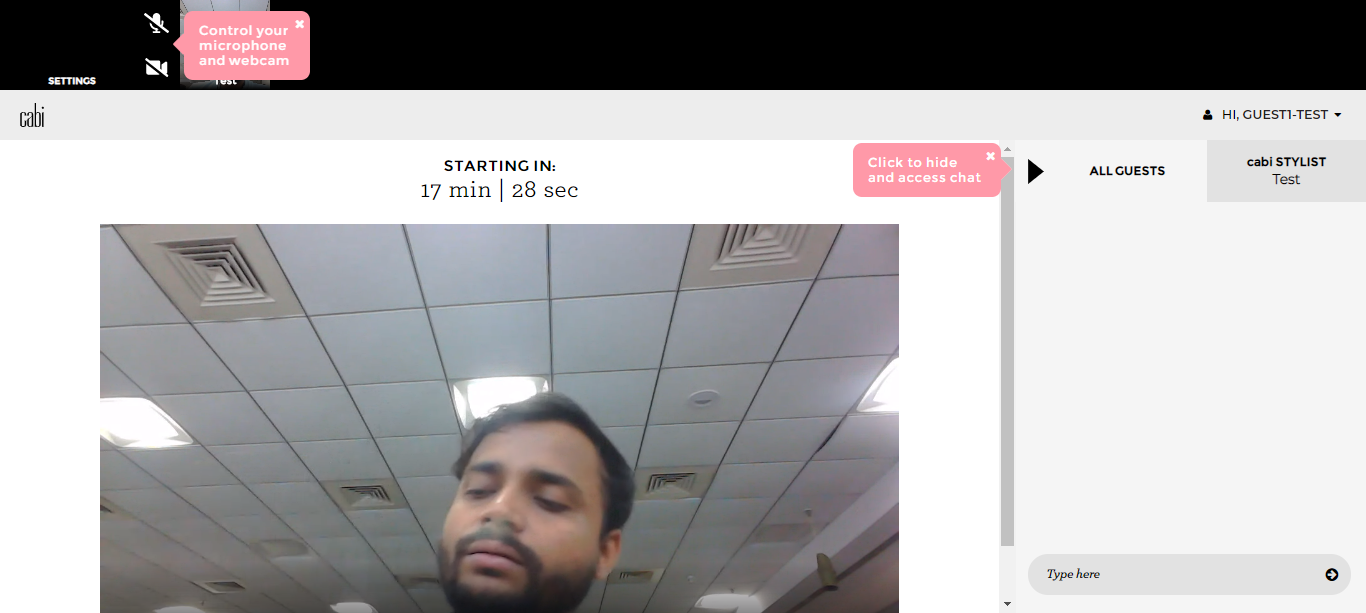 Control your
microphone
and webcam
SETTINGS
Test
cabi
HI, GUEST1-TEST
STARTING IN:
17 min | 28 sec
Click to hide
and access chat
ALL GUESTS
cabi STYLIST
Test
Type here